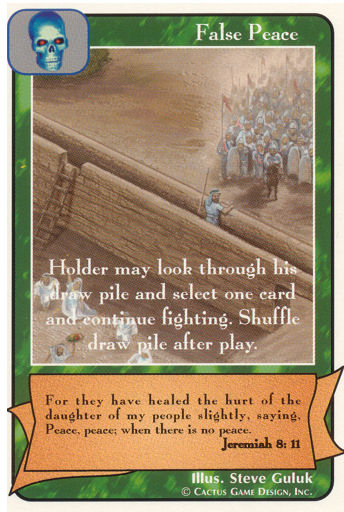 False Peace
Holder may look through his
draw pile and select one card
and continue fighting. Shuffle
draw pile after play.
For they have healed the hurt of the
daughter of my people slightly, saying,
Peace, peace; when there is no peace.
Jeremiah 8: 11
Illus. Steve Guluk
© CACTUS GAME DESIGN, INC.